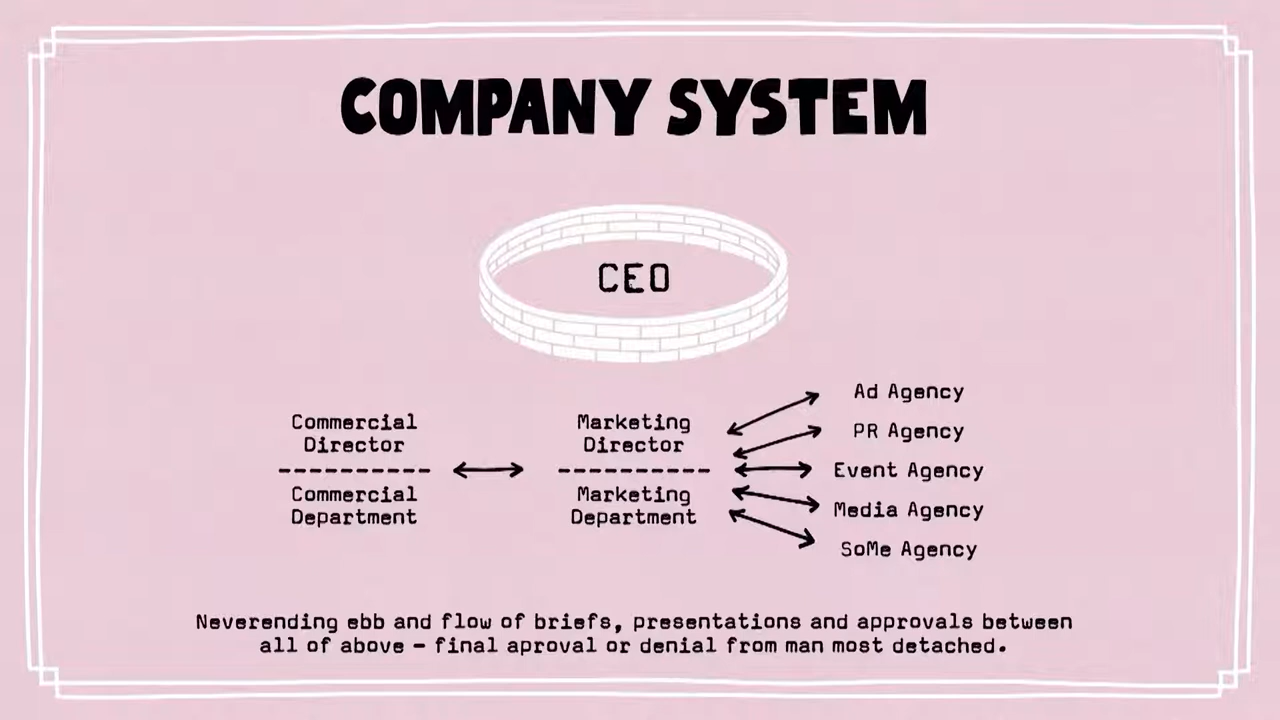 COMPANY SYSTEM
CEO
Commercial
Director
Commercial
Department
Marketing
Director
Marketing
Department
Ad Agency
PR Agency
Event Agency
Media Agency
SoMe Agency
Neverending ebb and flow of briefs, presentations and approvals between
all of above – final aproval or denial from man most detached.